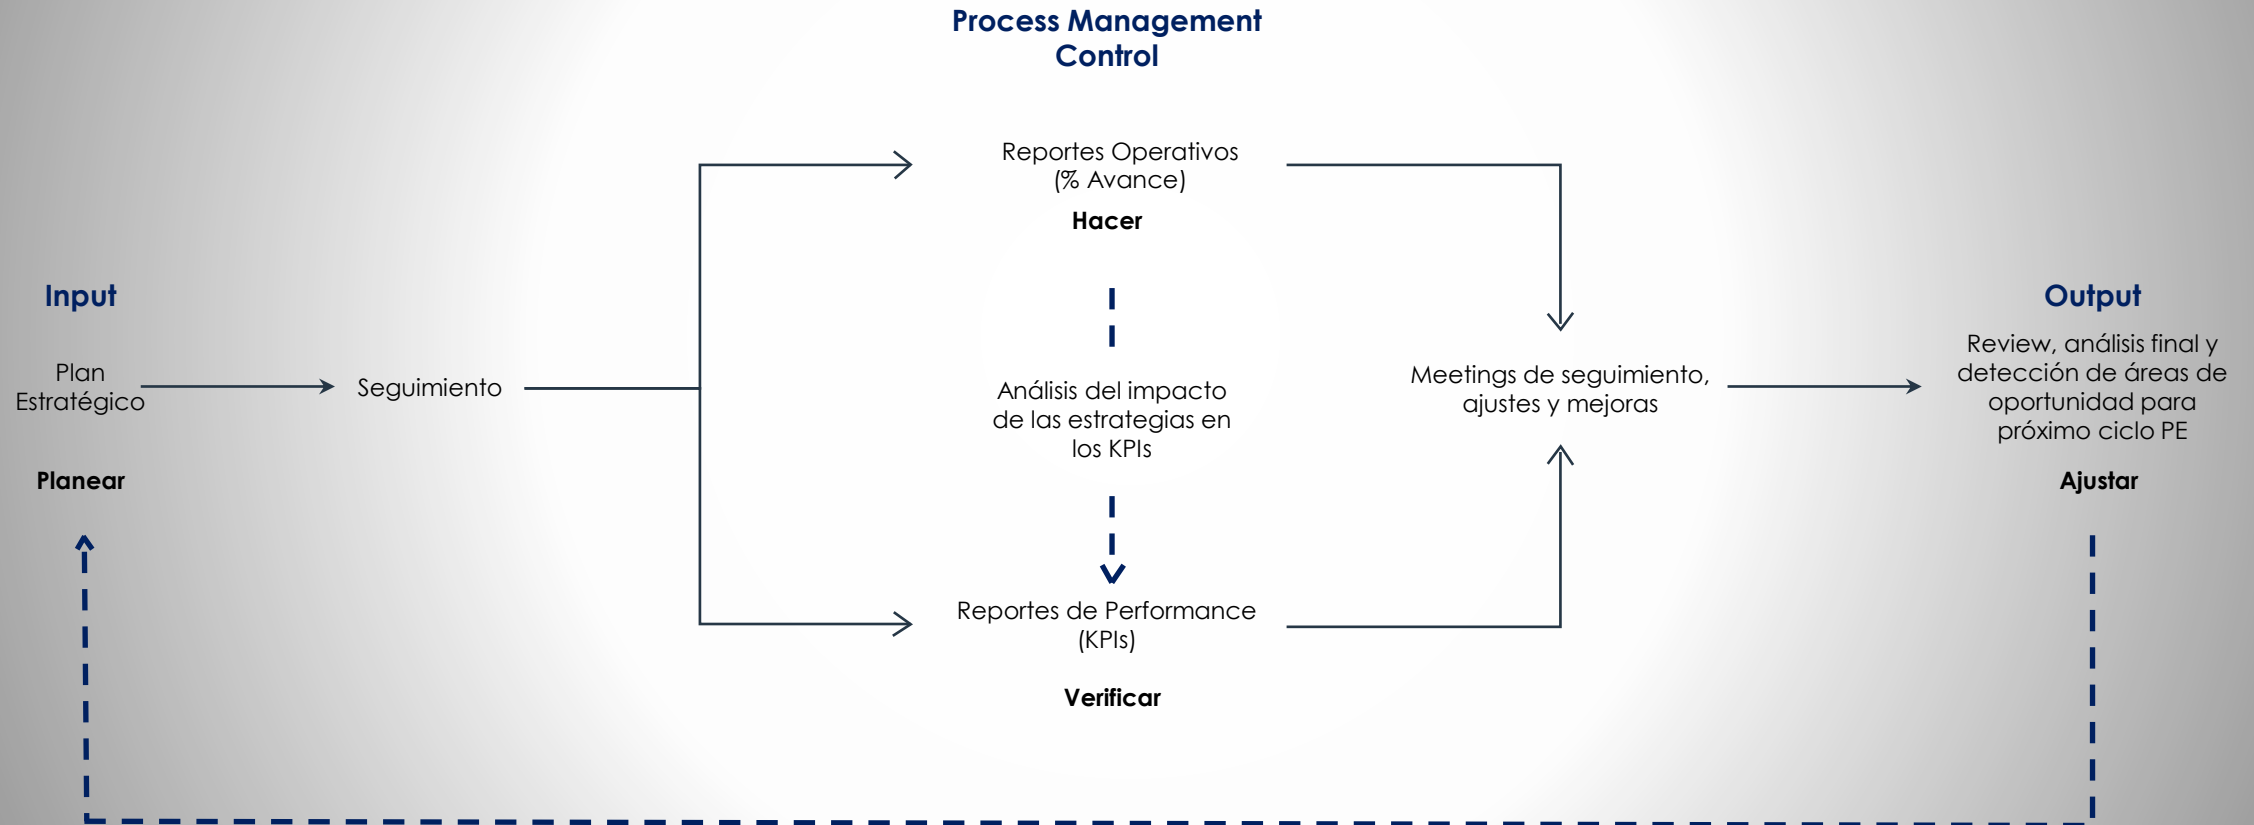 Process Management
Control
Reportes Operativos
(% Avance)
Hacer
Input
Plan
Estratégico
Planear
Seguimiento
Análisis del impacto
de las estrategias en
los KPIs
Reportes de Performance
(KPIs)
Verificar
Meetings de seguimiento,
ajustes y mejoras
Output
Review, análisis final y
detección de áreas de
oportunidad para
próximo ciclo PE
Ajustar